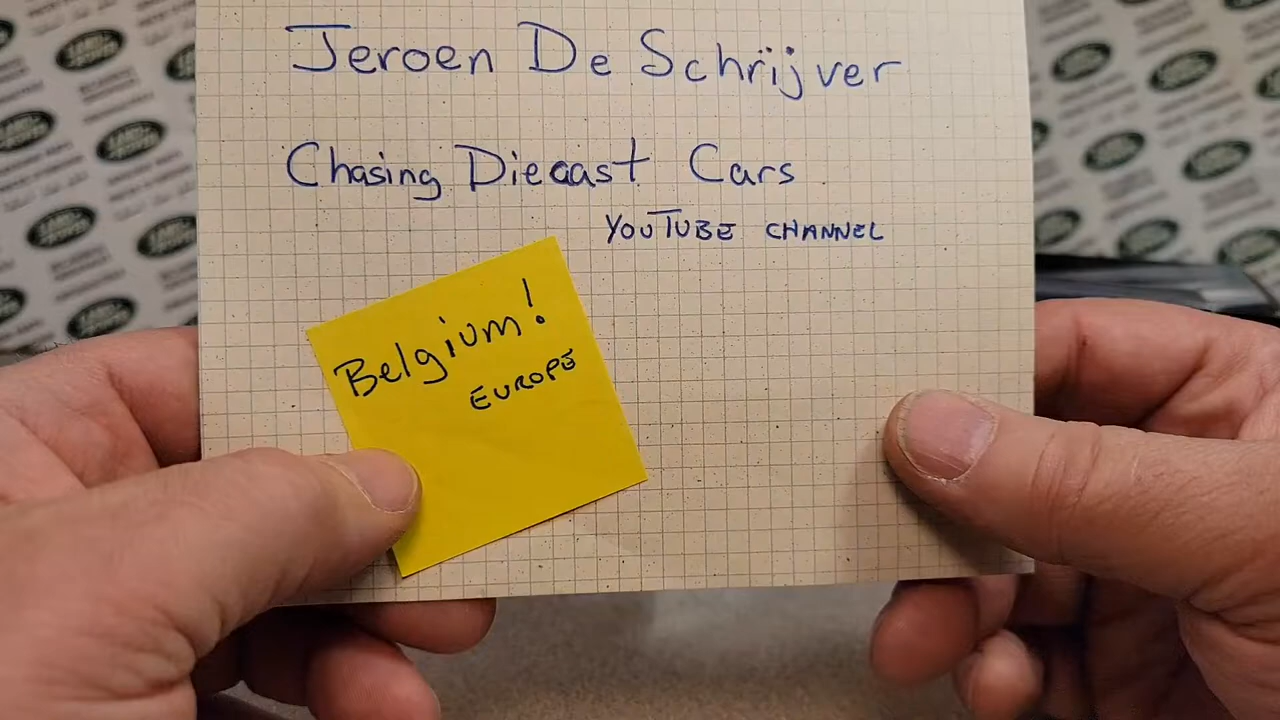 Jeroen De Schrijver
Chasing Diecast Cars
YOUTUBE CHANNEL
Belgium!
EUROPE